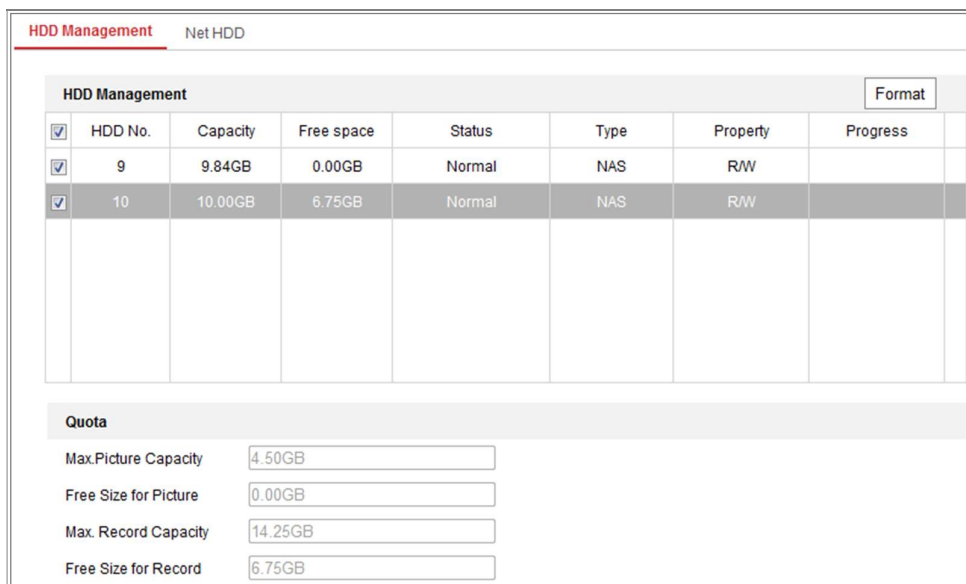 HDD Management Net HDD
HDD Management Format
HDD No. Capacity Free space Status Type Property Progress
9 9.84GB 0.00GB Normal NAS R/W
10 10.00GB 6.75GB Normal NAS R/W
Quota
Max.Picture Capacity 4.50GB
Free Size for Picture 0.00GB
Max. Record Capacity 14.25GB
Free Size for Record 6.75GB